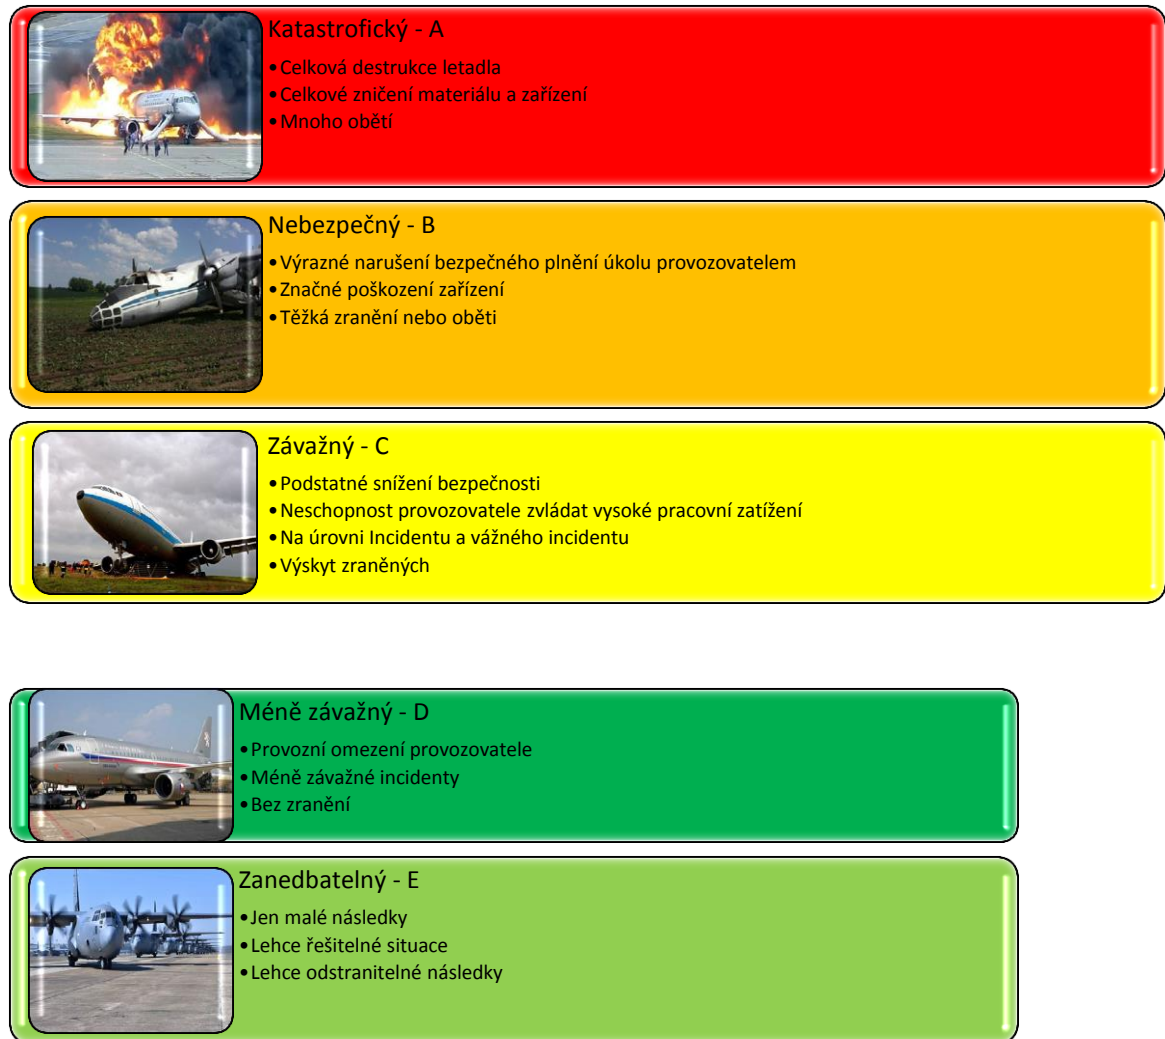 Katastrofický - A
•Celková destrukce letadla
•Celkové zničení materiálu a zařízení
•Mnoho obětí
Nebezpečný - B
•Výrazné narušení bezpečného plnění úkolu provozovatelem
•Značné poškození zařízení
•Těžká zranění nebo oběti
Závažný - C
•Podstatné snížení bezpečnosti
•Neschopnost provozovatele zvládat vysoké pracovní zatížení
•Na úrovni Incidentu a vážného incidentu
•Výskyt zraněných
Méně závažný - D
•Provozní omezení provozovatele
•Méně závažné incidenty
•Bez zranění
Zanedbatelný - E
•Jen malé následky
•Lehce řešitelné situace
•Lehce odstranitelné následky